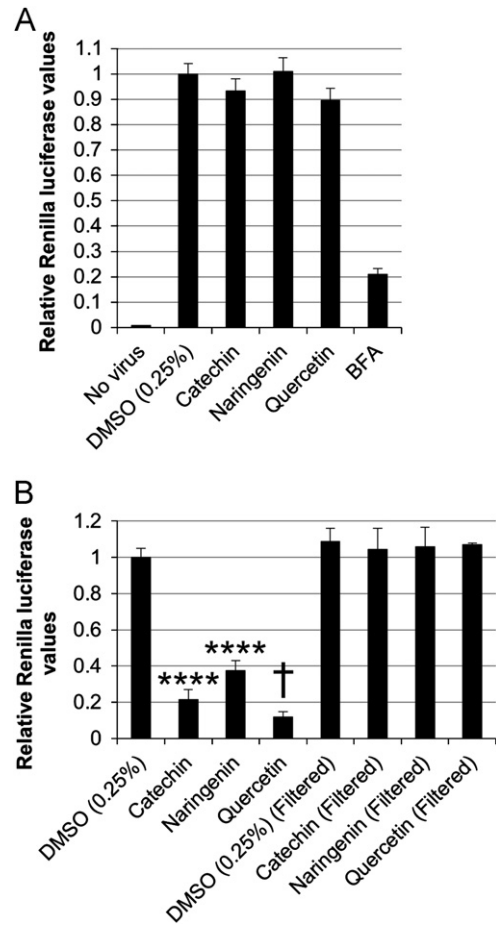 A
Relative Renilla luciferase values
1.1
1
0.9
0.8
0.7
0.6
0.5
0.4
0.3
0.2
0.1
0
No virus
DMSO (0.25%)
Catechin
Naringenin
Quercetin
BFA
B
Relative Renilla luciferase
values
1.2
1
0.8
0.6
0.4
0.2
0
****
****
†
DMSO (0.25%)
Catechin
Naringenin
Quercetin
DMSO (0.25%) (Filtered)
Catechin (Filtered)
Naringenin (Filtered)
Quercetin (Filtered)